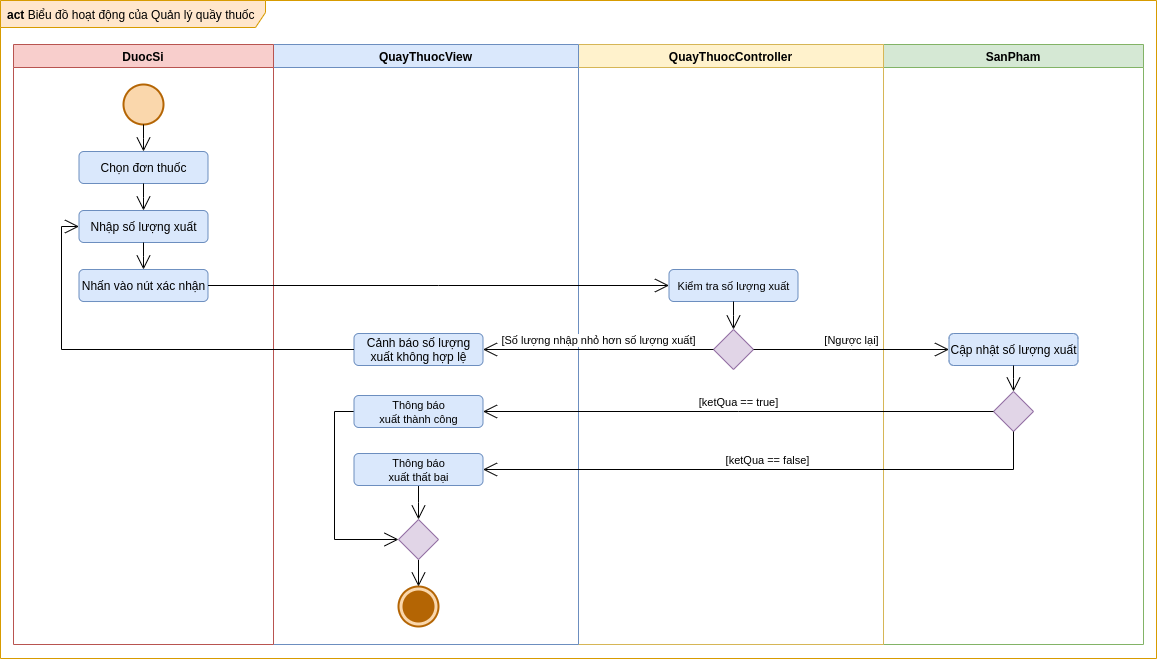 act Biểu đồ hoạt động của Quản lý quầy thuốc
DuocSi
QuayThuocView
QuayThuocController
SanPham
Chọn đơn thuốc
Nhập số lượng xuất
Nhấn vào nút xác nhận
Kiểm tra số lượng xuất
Cảnh báo số lượng
xuất không hợp lệ
[Số lượng nhập nhỏ hơn số lượng xuất]
[Ngược lại]
Cập nhật số lượng xuất
Thông báo
xuất thành công
[ketQua == true]
Thông báo
xuất thất bại
[ketQua == false]